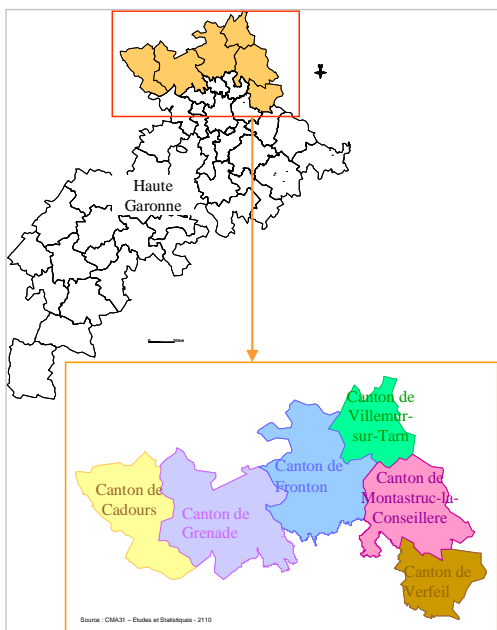 Haute
Garonne
Canton de
Villemur-
sur-Tarn
Canton de
Fronton
Canton de
Montastruc-la-
Conseillere
Canton de
Cadours
Canton de
Grenade
Canton de
Verfeil
Source : CMA31 – Etudes et Statistiques - 2110